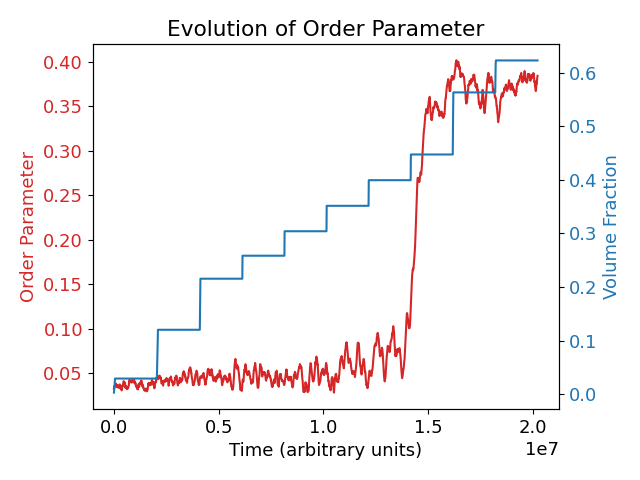 Evolution of Order Parameter
Order Parameter
0.40
0.35
0.30
0.25
0.20
0.15
0.10
0.05
0.6
0.5
0.4
0.3
0.2
0.1
0.0
Volume Fraction
0.0 0.5 1.0 1.5 2.0
1e7
Time (arbitrary units)